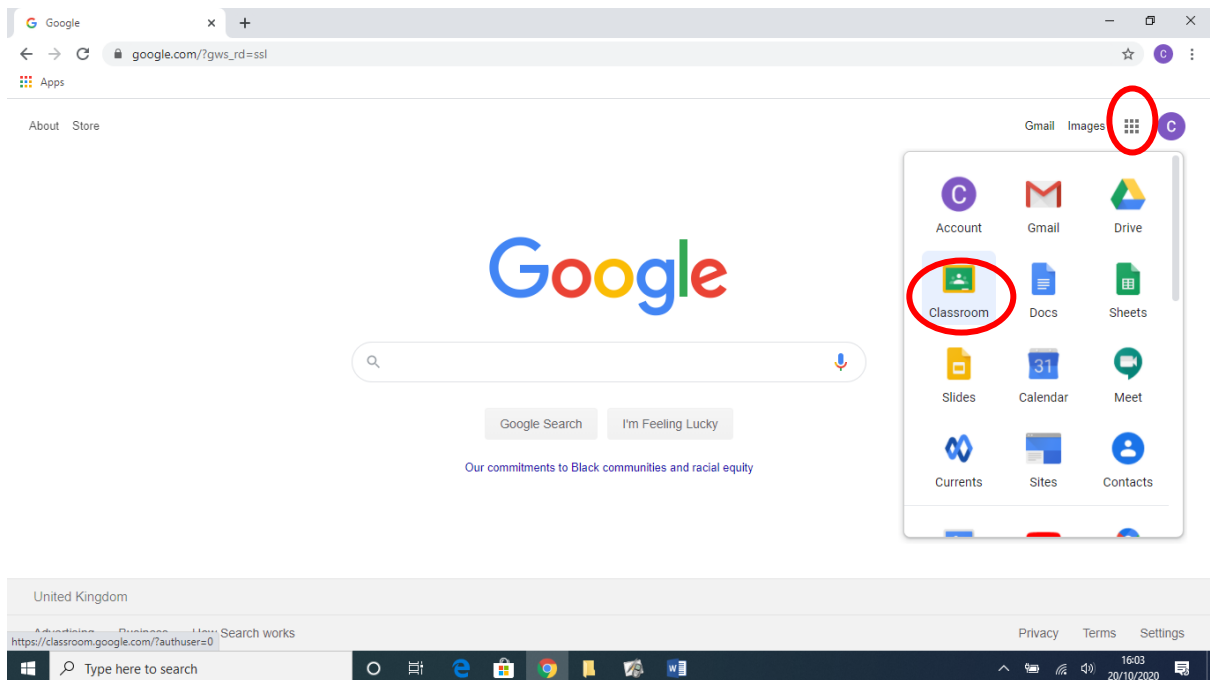 G Google
google.com/?gws_rd=ssl
C
Apps
About Store
Gmail Images
C
C
Account Gmail Drive
Classroom Docs Sheets
31
Slides Calendar Meet
Currents Sites Contacts
Google
Google Search I'm Feeling Lucky
Our commitments to Black communities and racial equity
United Kingdom
Advertising Business How Search works
Privacy Terms Settings
https://classroom.google.com/?authuser=0
Type here to search
16:03
20/10/2020